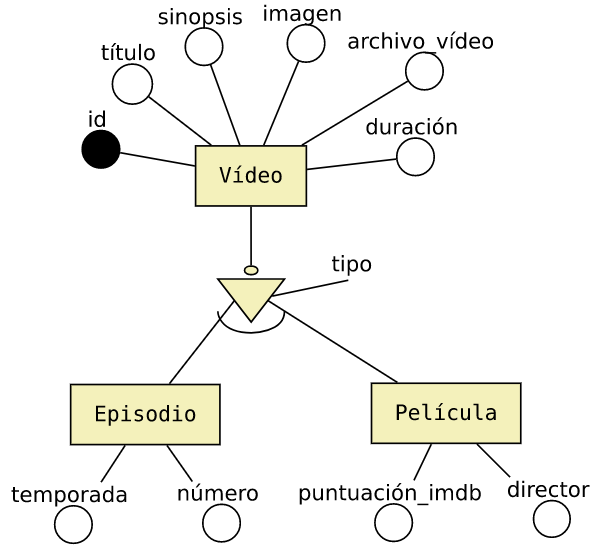 sinopsis
imagen
título
archivo_vídeo
id
duración
Vídeo
tipo
Episodio
Película
temporada
número
puntuación_imdb
director